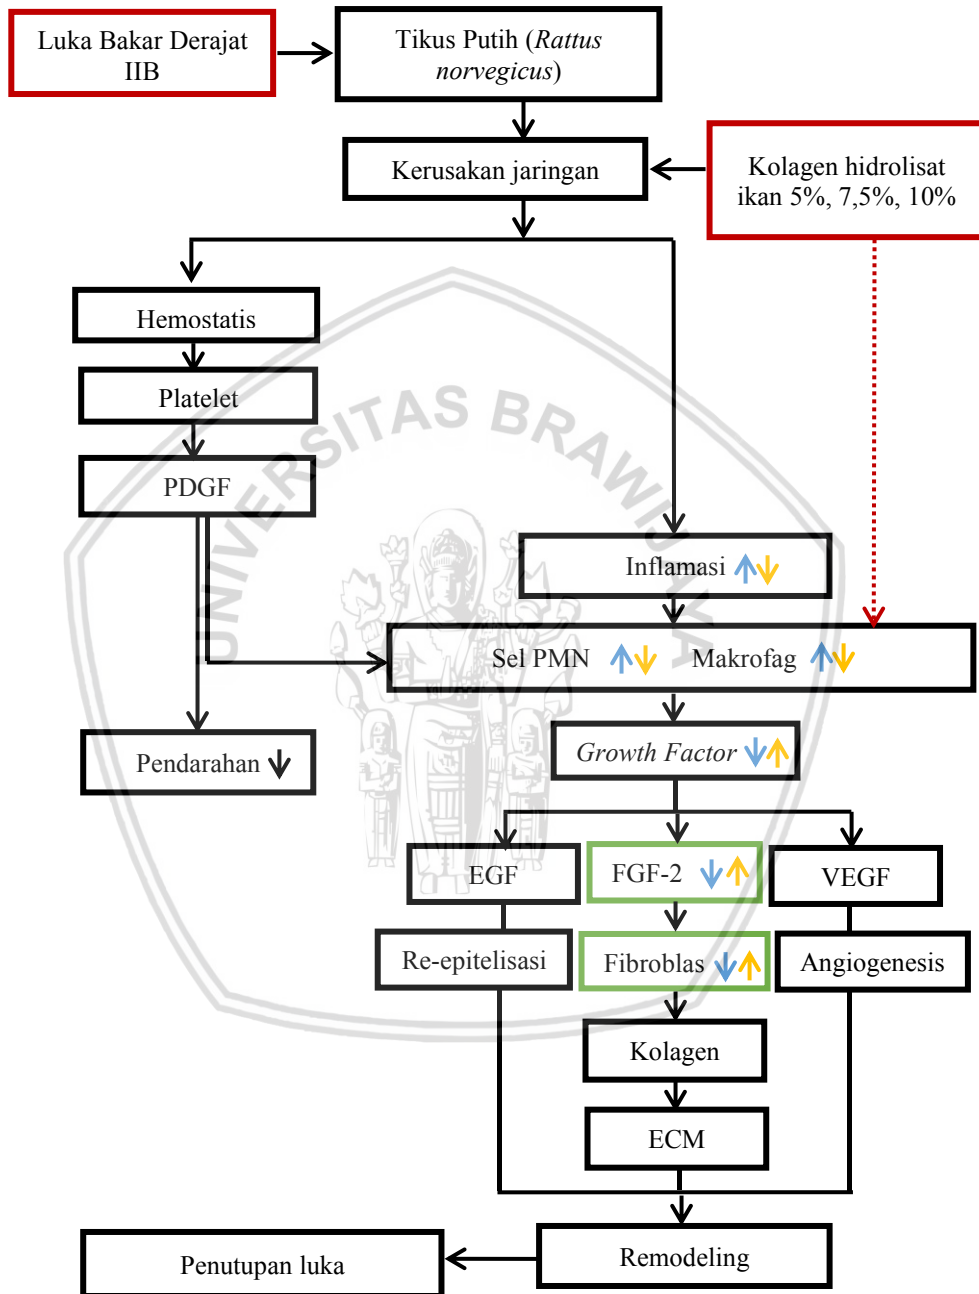 Luka Bakar Derajat
IIB
Tikus Putih (Rattus
norvegicus)
Kerusakan jaringan
Kolagen hidrolisat
ikan 5%, 7,5%, 10%
Hemostatis
Platelet
PDGF
UNIVERSITAS BRAWIJAYA
Inflamasi
Sel PMN Makrofag
Pendarahan
Growth Factor
EGF
FGF-2
VEGF
Re-epitelisasi
Fibroblas
Angiogenesis
Kolagen
ECM
Penutupan luka
Remodeling